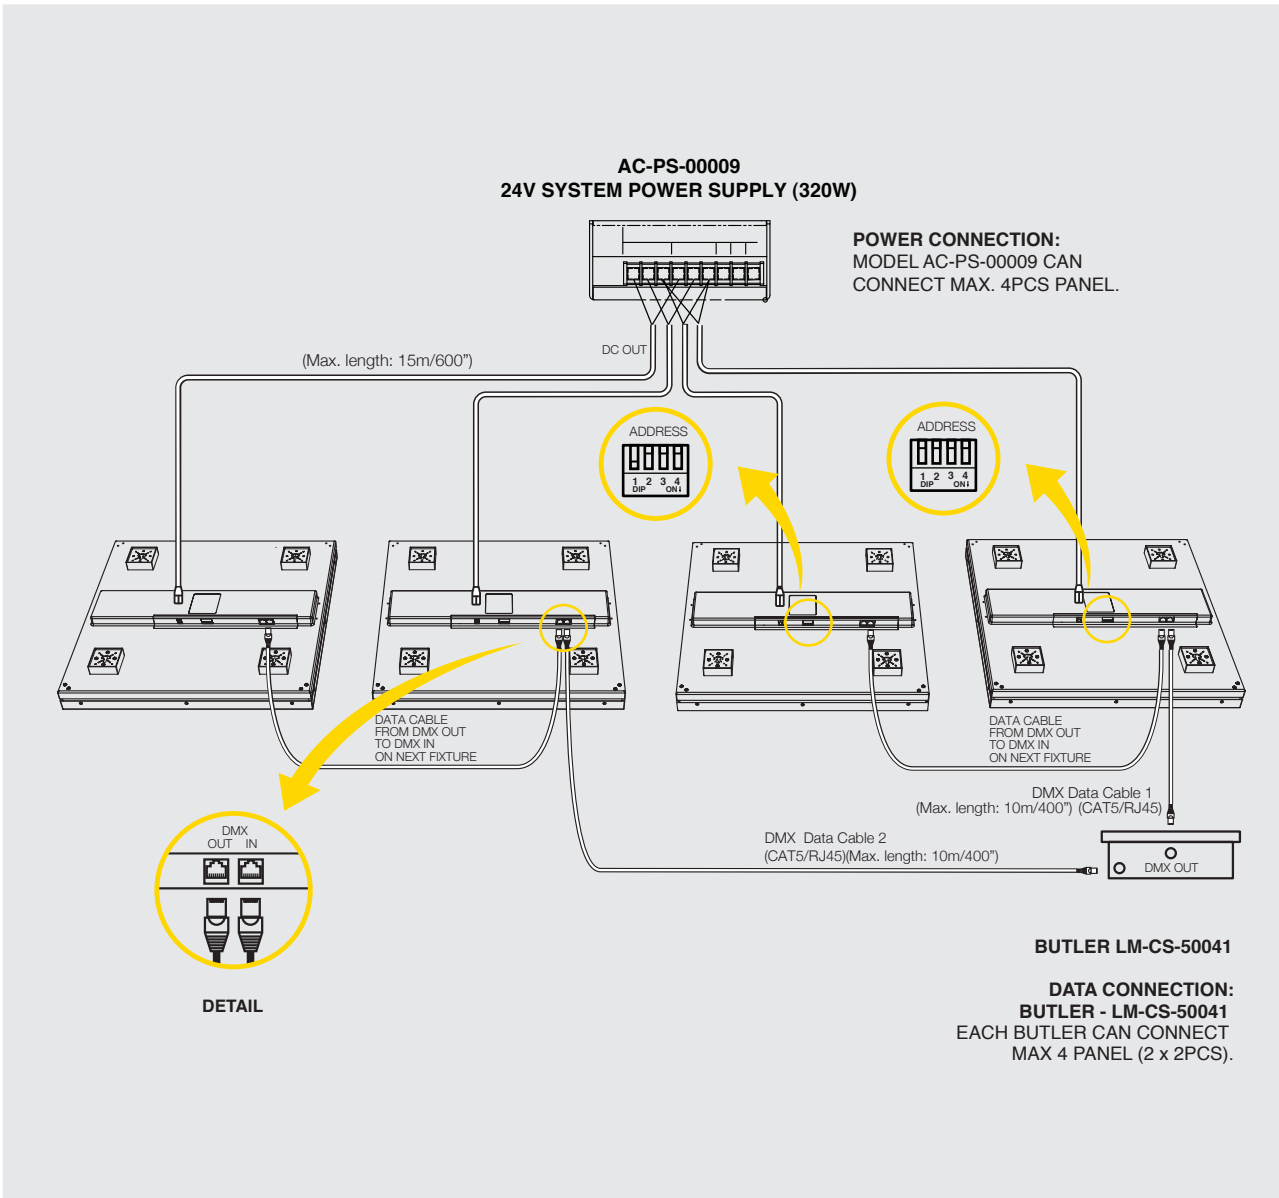 AC-PS-00009
24V SYSTEM POWER SUPPLY (320W)
POWER CONNECTION:
MODEL AC-PS-00009 CAN
CONNECT MAX. 4PCS PANEL.
DC OUT
(Max. length: 15m/600”)
ADDRESS
1 2 3 4
DIP ON↓
ADDRESS
1 2 3 4
DIP ON↓
DATA CABLE
FROM DMX OUT
TO DMX IN
ON NEXT FIXTURE
DATA CABLE
FROM DMX OUT
TO DMX IN
ON NEXT FIXTURE
DMX Data Cable 1
(Max. length: 10m/400”) (CAT5/RJ45)
DMX Data Cable 2
(CAT5/RJ45)(Max. length: 10m/400”)
DMX OUT
DMX
OUT IN
DETAIL
BUTLER LM-CS-50041
DATA CONNECTION:
BUTLER - LM-CS-50041
EACH BUTLER CAN CONNECT
MAX 4 PANEL (2 x 2PCS).